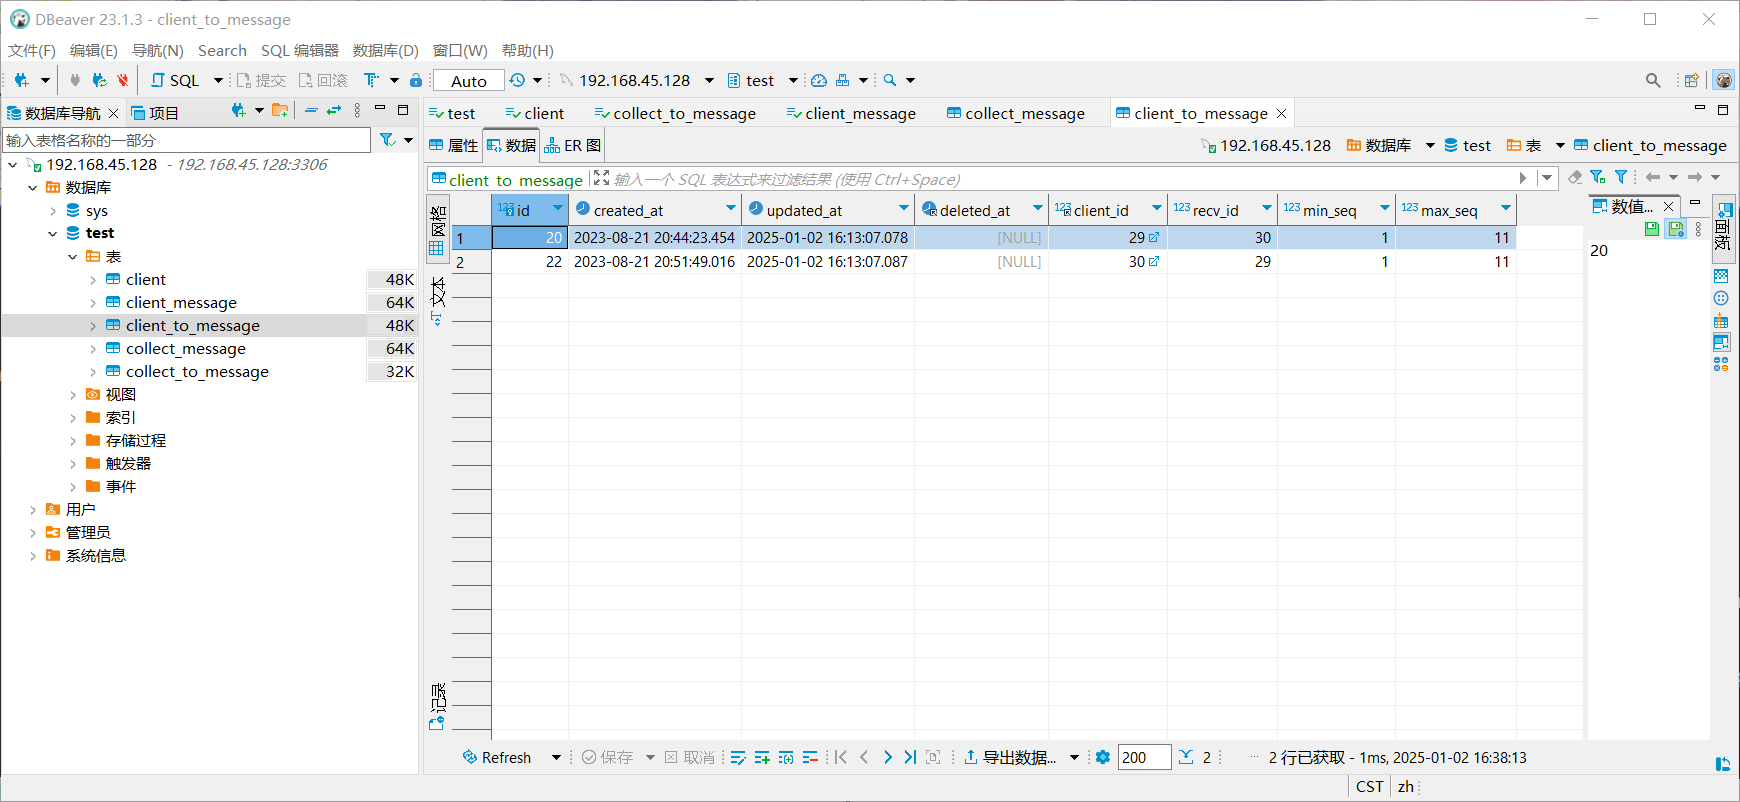 DBeaver 23.1.3 - client_to_message
文件(F) 编辑(E) 导航(N) Search SQL 编辑器 数据库(D) 窗口(W) 帮助(H)
SQL 提交 回滚 Auto 192.168.45.128 test
数据库导航 项目
test client collect_to_message client_message collect_message client_to_message
输入表格名称的一部分
属性 数据 ER 图 192.168.45.128 数据库 test 表 client_to_message
192.168.45.128 - 192.168.45.128:3306
数据库
sys
test
表
client 48K
client_message 64K
client_to_message 48K
collect_message 64K
collect_to_message 32K
视图
索引
存储过程
触发器
事件
用户
管理员
系统信息
client_to_message 输入一个 SQL 表达式来过滤结果 (使用 Ctrl+Space)
网格
文本
记录
123 id created_at updated_at deleted_at 123 client_id 123 recv_id 123 min_seq 123 max_seq
1 20 2023-08-21 20:44:23.454 2025-01-02 16:13:07.078 [NULL] 29 30 1 11
2 22 2023-08-21 20:51:49.016 2025-01-02 16:13:07.087 [NULL] 30 29 1 11
数值...
20
面板
Refresh 保存 取消 导出数据... 200 2 ... 2 行已获取 - 1ms, 2025-01-02 16:38:13
CST zh